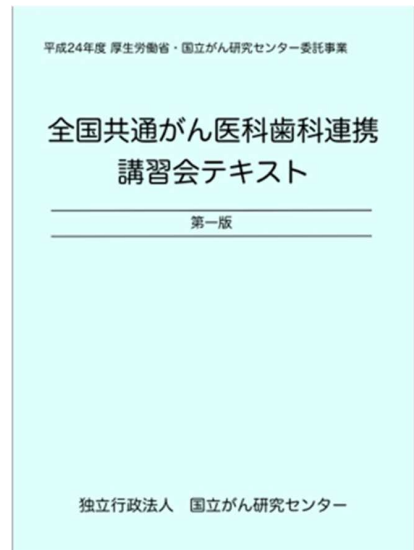 平成24年度 厚生労働省・国立がん研究センター委託事業
全国共通がん医科歯科連携
講習会テキスト
第一版
独立行政法人 国立がん研究センター